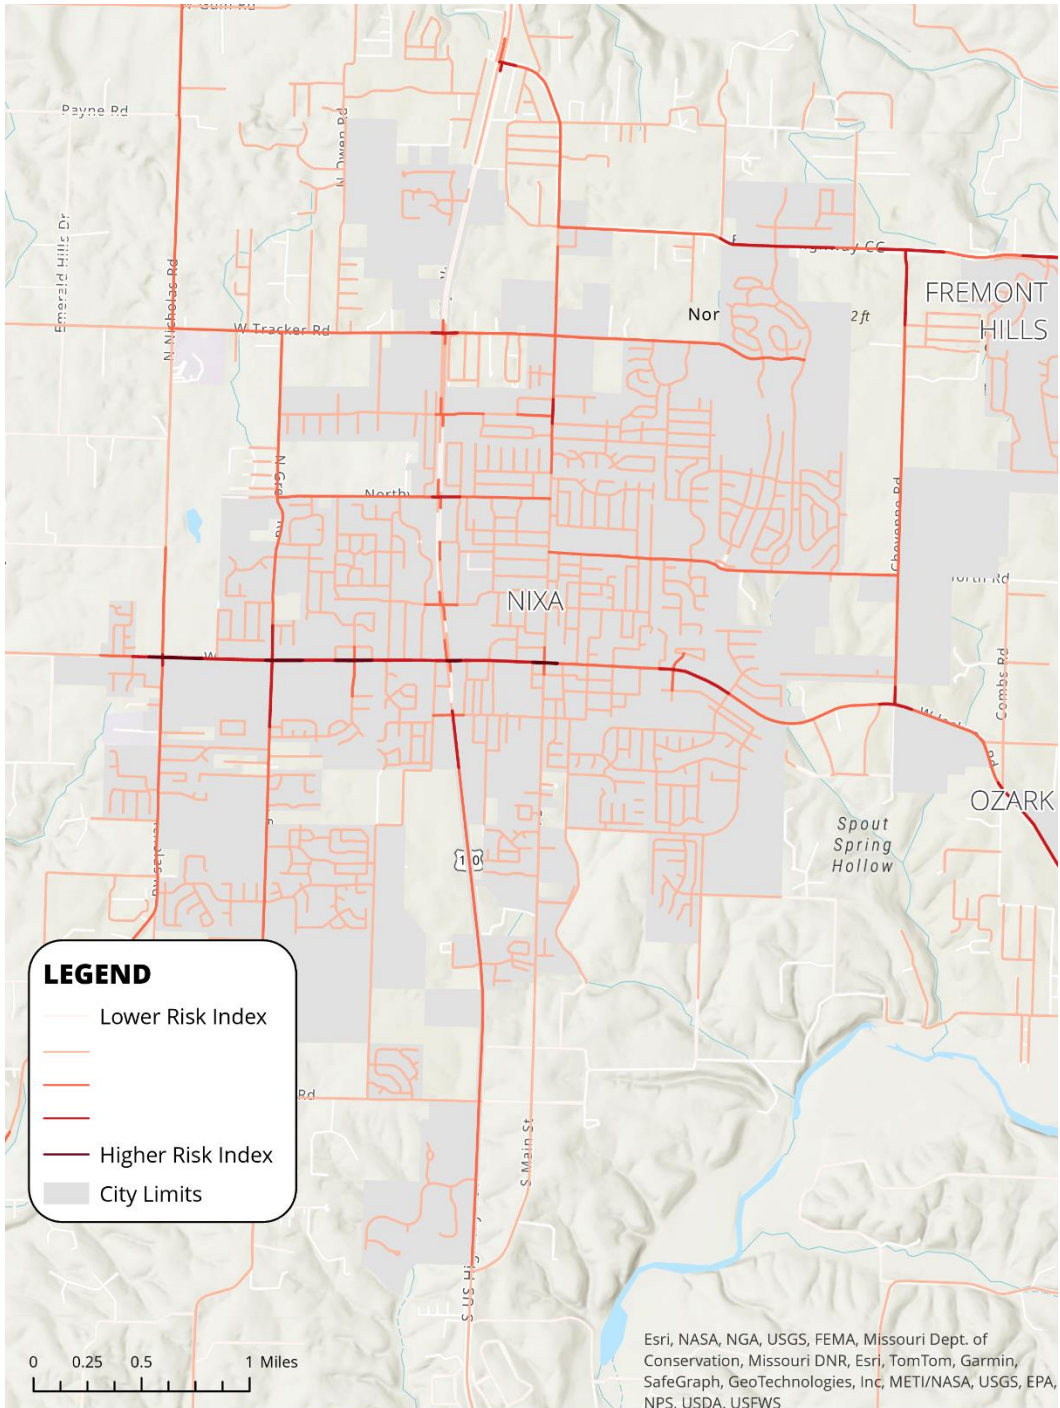 Payne Rd
N Owen Rd
Emerald Hills Dr
N Nicholas Rd
FREMONT
HILLS
W Tracker Rd
Nor
2 ft
Cheyenne Rd
NIXA
Combs Rd
OZARK
Spout
Spring
Hollow
LEGEND
Lower Risk Index
Higher Risk Index
City Limits
Rd
S Main St
0 0.25 0.5 1 Miles
Esri, NASA, NGA, USGS, FEMA, Missouri Dept. of
Conservation, Missouri DNR, Esri, TomTom, Garmin,
SafeGraph, GeoTechnologies, Inc, METI/NASA, USGS, EPA,
NPS, USDA, USFWS